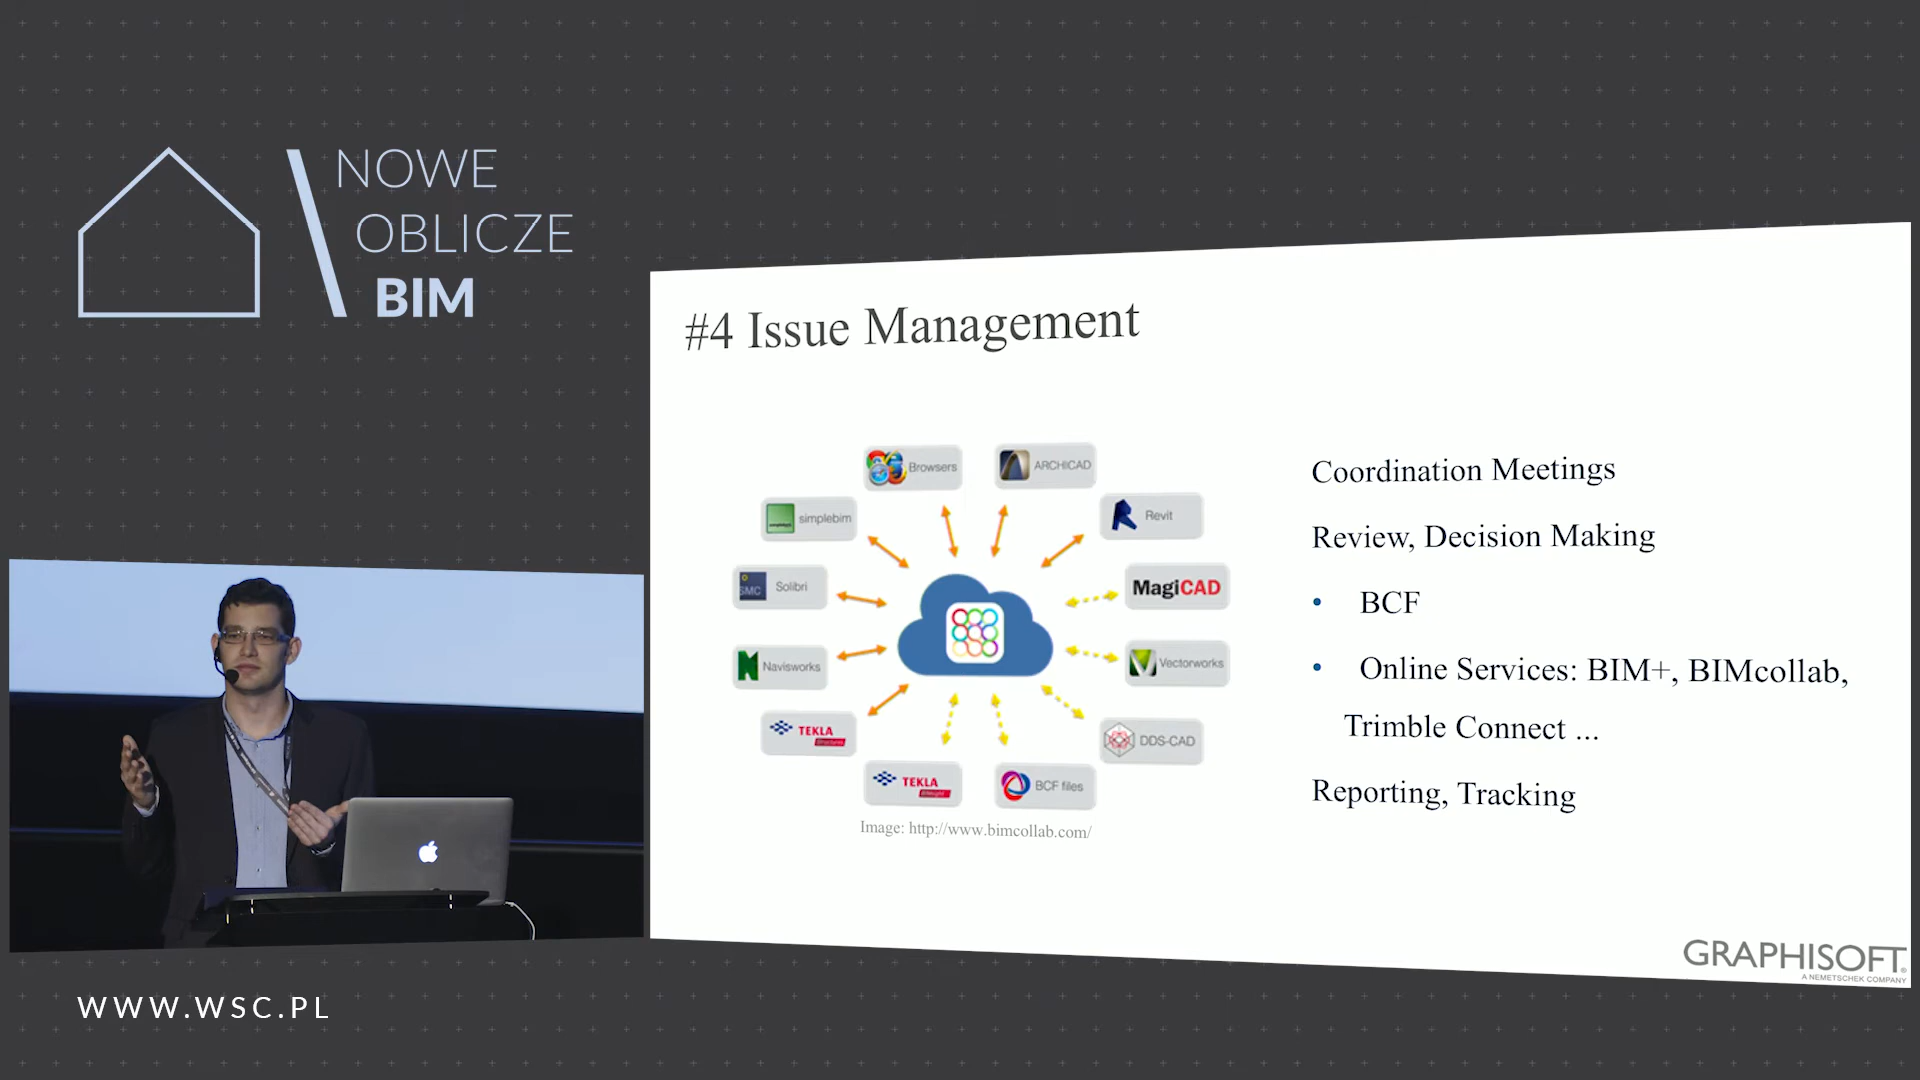 NOWE
OBLICZE
BIM
#4 Issue Management
Browsers
ARCHICAD
simplebim
Revit
SMC
Solibri
MagiCAD
Navisworks
Vectorworks
TEKLA
Structures
DDS-CAD
TEKLA
BCF files
Image: http://www.bimcollab.com/
Coordination Meetings
Review, Decision Making
• BCF
• Online Services: BIM+, BIMcollab,
Trimble Connect ...
Reporting, Tracking
GRAPHISOFT®
A NEMETSCHEK COMPANY
WWW.WSC.PL